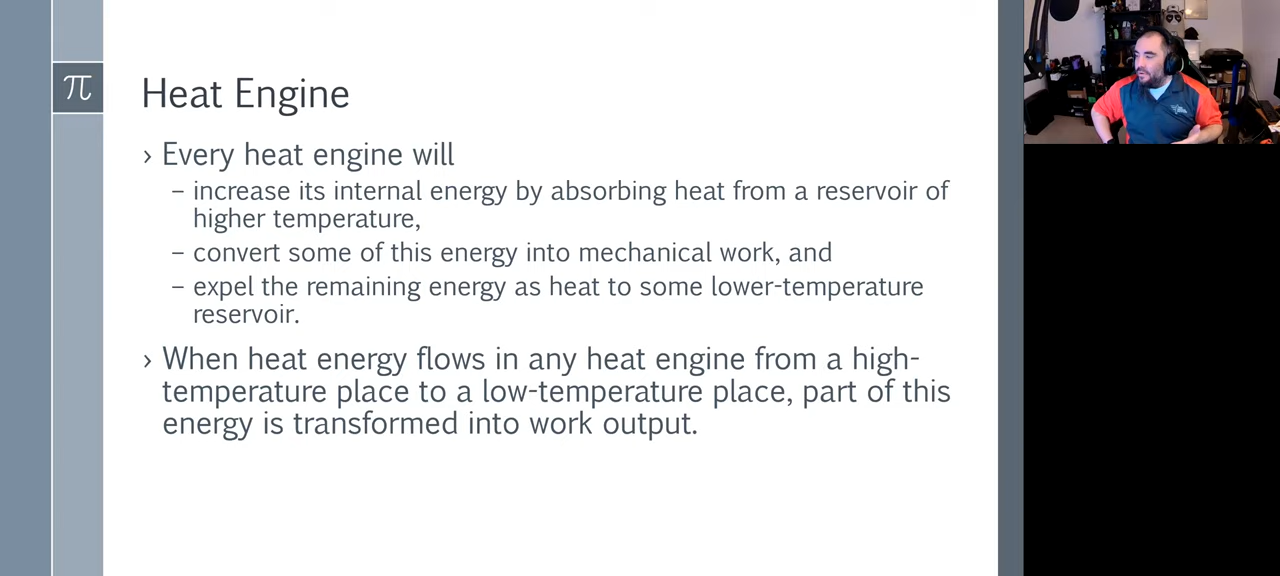 π
Heat Engine
› Every heat engine will
– increase its internal energy by absorbing heat from a reservoir of
higher temperature,
– convert some of this energy into mechanical work, and
– expel the remaining energy as heat to some lower-temperature
reservoir.
› When heat energy flows in any heat engine from a high-
temperature place to a low-temperature place, part of this
energy is transformed into work output.